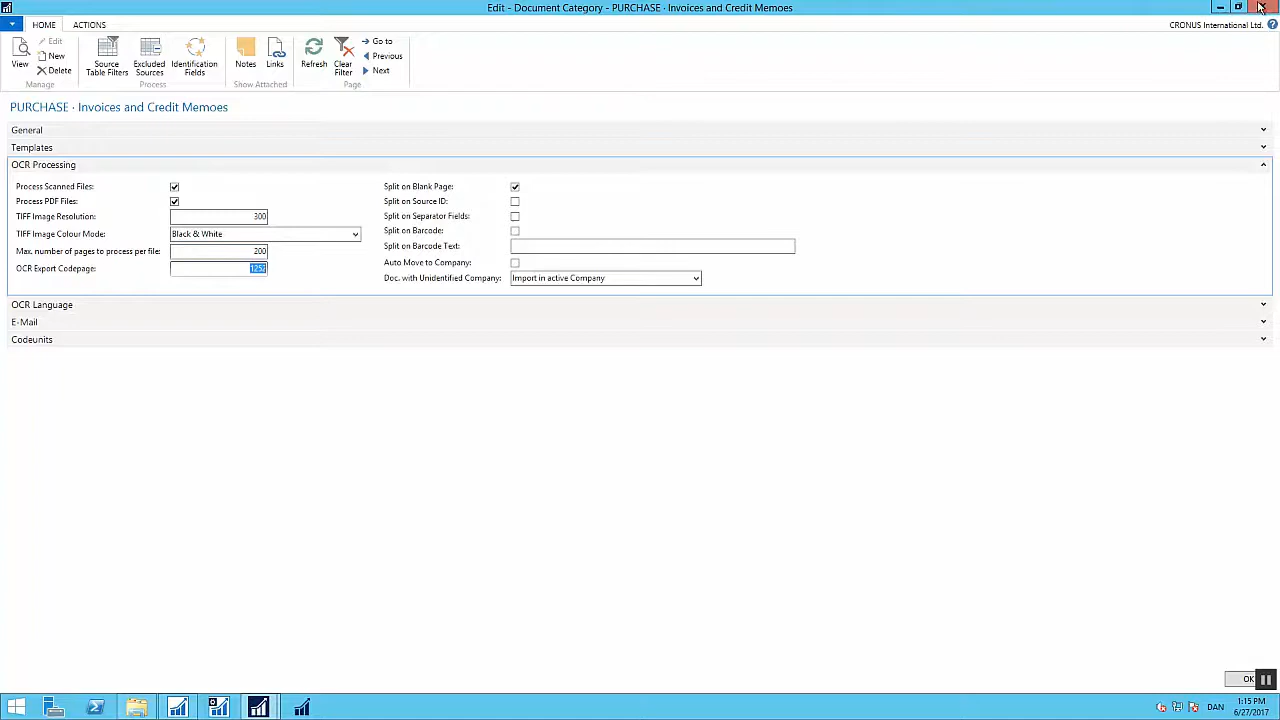 Edit - Document Category - PURCHASE · Invoices and Credit Memoes
HOME ACTIONS
CRONUS International Ltd.
View
Edit
New
Delete
Manage
Source Table Filters
Excluded Sources
Identification Fields
Process
Notes
Links
Show Attached
Refresh
Clear Filter
Go to
Previous
Next
Page
PURCHASE · Invoices and Credit Memoes
General
Templates
OCR Processing
Process Scanned Files:
Process PDF Files:
TIFF Image Resolution: 300
TIFF Image Colour Mode: Black & White
Max. number of pages to process per file: 200
OCR Export Codepage: 1252
Split on Blank Page:
Split on Source ID:
Split on Separator Fields:
Split on Barcode:
Split on Barcode Text:
Auto Move to Company:
Doc. with Unidentified Company: Import in active Company
OCR Language
E-Mail
Codeunits
OK
DAN
1:15 PM
6/27/2017